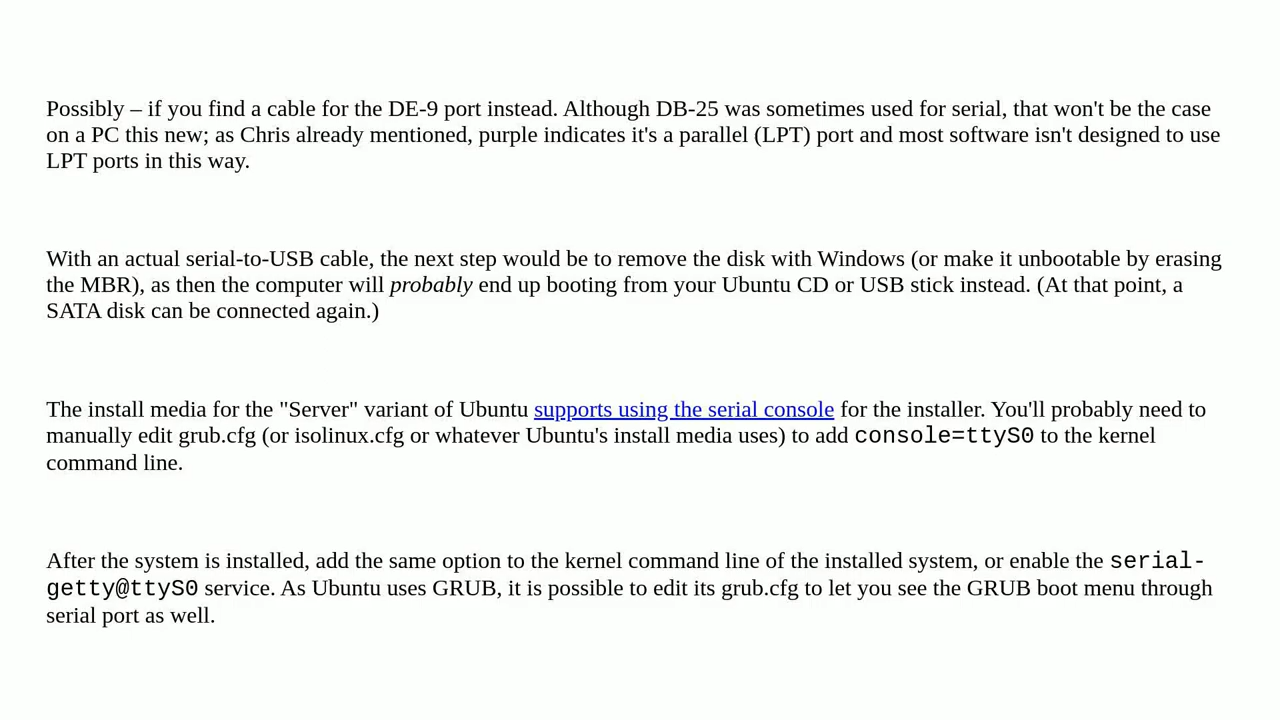 Possibly – if you find a cable for the DE-9 port instead. Although DB-25 was sometimes used for serial, that won't be the case
on a PC this new; as Chris already mentioned, purple indicates it's a parallel (LPT) port and most software isn't designed to use
LPT ports in this way.
With an actual serial-to-USB cable, the next step would be to remove the disk with Windows (or make it unbootable by erasing
the MBR), as then the computer will probably end up booting from your Ubuntu CD or USB stick instead. (At that point, a
SATA disk can be connected again.)
The install media for the "Server" variant of Ubuntu supports using the serial console for the installer. You'll probably need to
manually edit grub.cfg (or isolinux.cfg or whatever Ubuntu's install media uses) to add console=ttyS0 to the kernel
command line.
After the system is installed, add the same option to the kernel command line of the installed system, or enable the serial-
getty@ttyS0 service. As Ubuntu uses GRUB, it is possible to edit its grub.cfg to let you see the GRUB boot menu through
serial port as well.